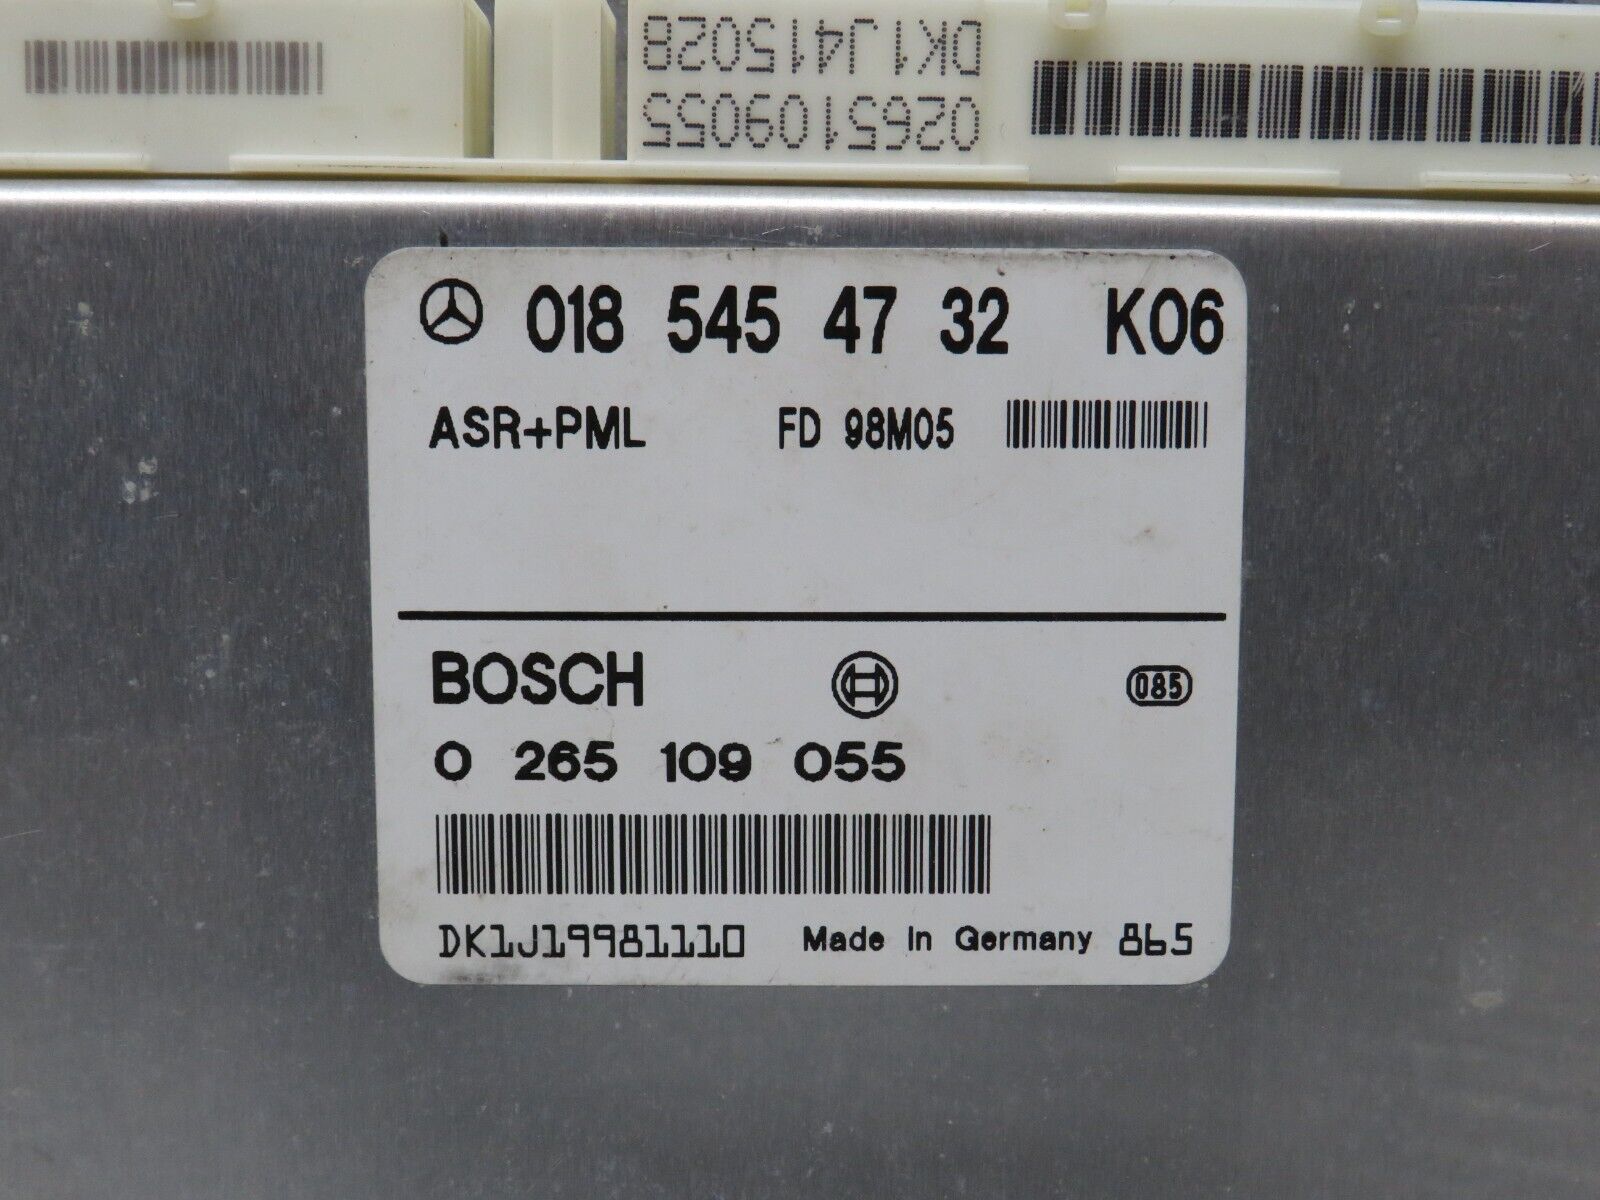 DK1J415028
0265109055
018 545 47 32 K06
ASR+PML FD 98M05
BOSCH 085
0 265 109 055
DK1J19981110 Made in Germany 865